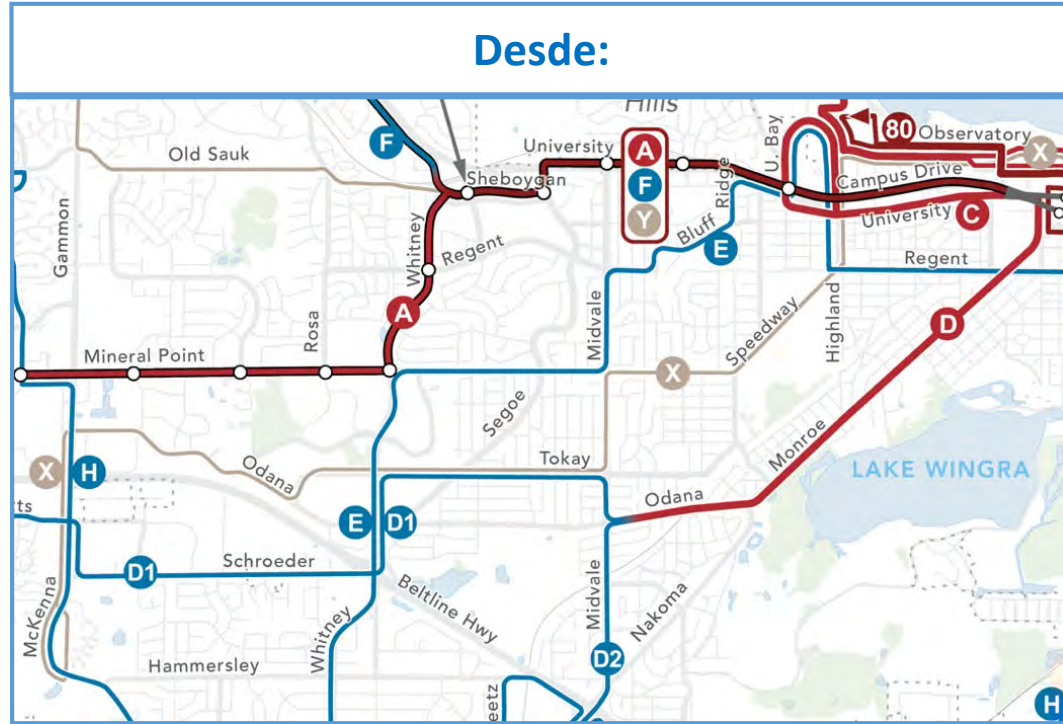 Desde:
Hills
F
Old Sauk
University
A
F
Y
U. Bay
80
Observatory
X
Sheboygan
Ridge
Campus Drive
University
C
Gammon
Whitney
Regent
Bluff
E
Regent
A
Rosa
Midvale
Speedway
Highland
D
Mineral Point
X
Segoe
Monroe
X
H
Odana
Tokay
LAKE WINGRA
Odana
E
D1
D1
Schroeder
Beltline Hwy
Midvale
Nakoma
McKenna
Hammersley
Whitney
D2
H